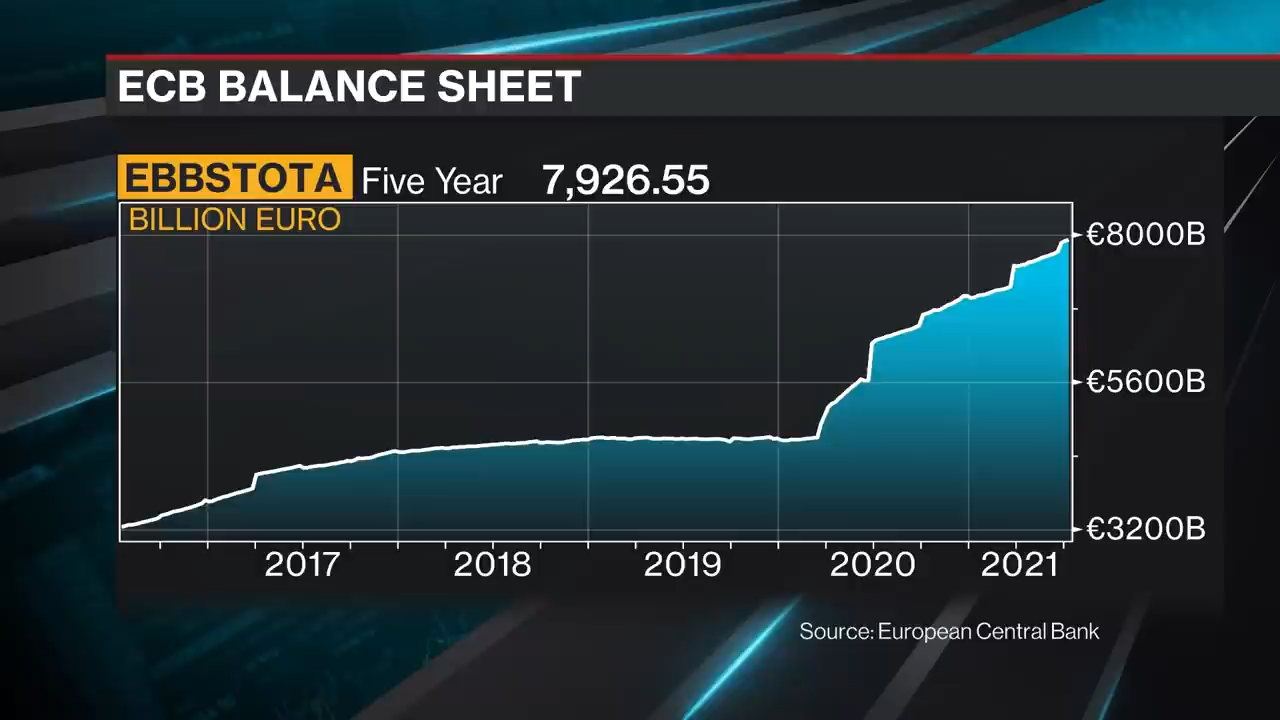 ECB BALANCE SHEET
EBBSTOTA Five Year 7,926.55
BILLION EURO
€8000B
€5600B
€3200B
2017 2018 2019 2020 2021
Source: European Central Bank